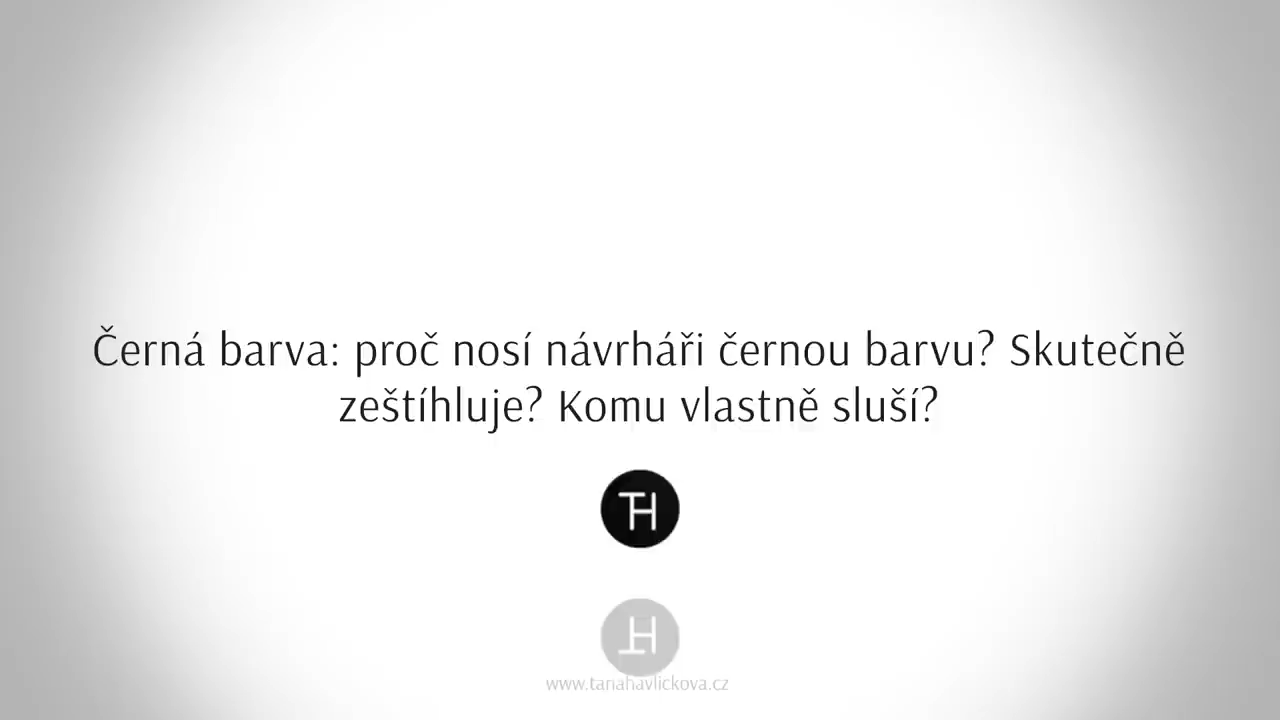 Černá barva: proč nosí návrháři černou barvu? Skutečně
zeštíhluje? Komu vlastně sluší?
TH
www.tanahavlickova.cz